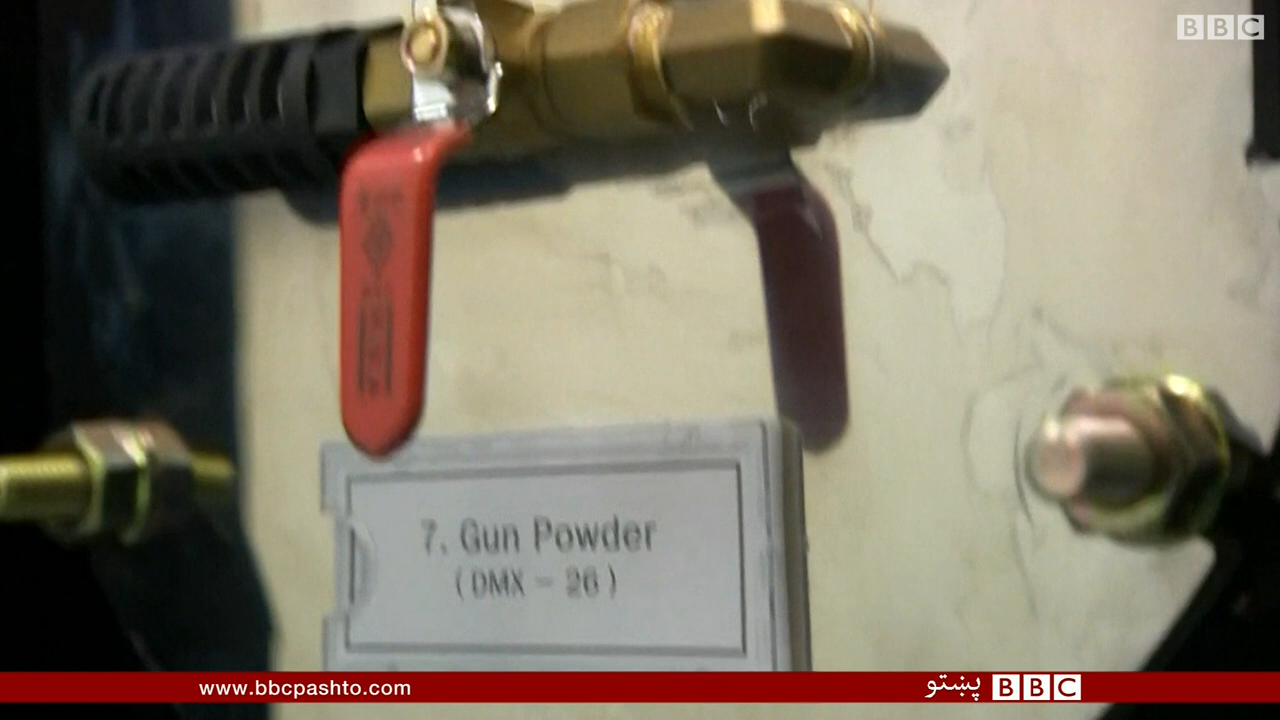 BBC
7. Gun Powder
(DMX - 26)
www.bbcpashto.com
پښتو BBC